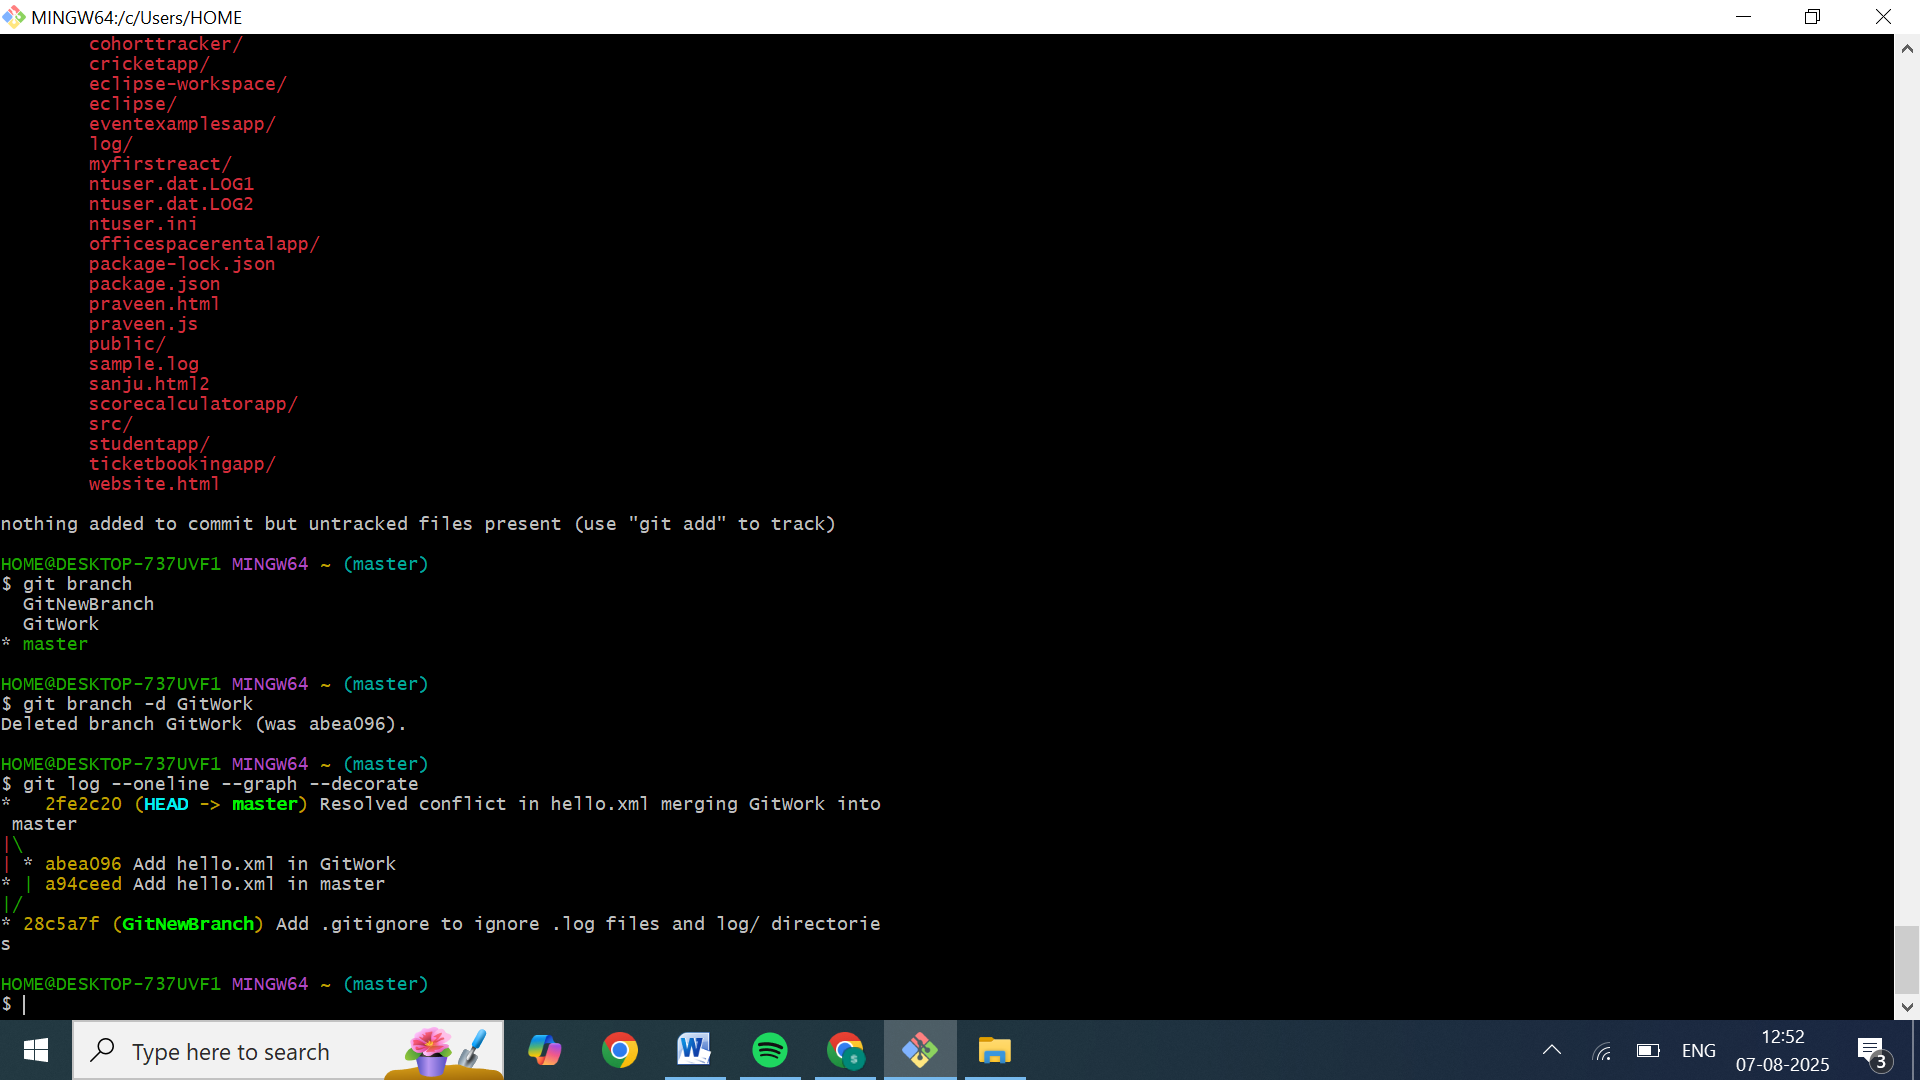 MINGW64:/c/Users/HOME
cohorttracker/
cricketapp/
eclipse-workspace/
eclipse/
eventexamplesapp/
log/
myfirstreact/
ntuser.dat.LOG1
ntuser.dat.LOG2
ntuser.ini
officespacerentalapp/
package-lock.json
package.json
praveen.html
praveen.js
public/
sample.log
sanju.html2
scorecalculatorapp/
src/
studentapp/
ticketbookingapp/
website.html
nothing added to commit but untracked files present (use "git add" to track)
HOME@DESKTOP-737UVF1 MINGW64 ~ (master)
$ git branch
GitNewBranch
GitWork
* master
HOME@DESKTOP-737UVF1 MINGW64 ~ (master)
$ git branch -d GitWork
Deleted branch GitWork (was abea096).
HOME@DESKTOP-737UVF1 MINGW64 ~ (master)
$ git log --oneline --graph --decorate
*   2fe2c20 (HEAD -> master) Resolved conflict in hello.xml merging GitWork into
 master
|\
| * abea096 Add hello.xml in GitWork
* | a94ceed Add hello.xml in master
|/
* 28c5a7f (GitNewBranch) Add .gitignore to ignore .log files and log/ directorie
s
HOME@DESKTOP-737UVF1 MINGW64 ~ (master)
$
Type here to search
W
$
ENG
12:52
07-08-2025
3